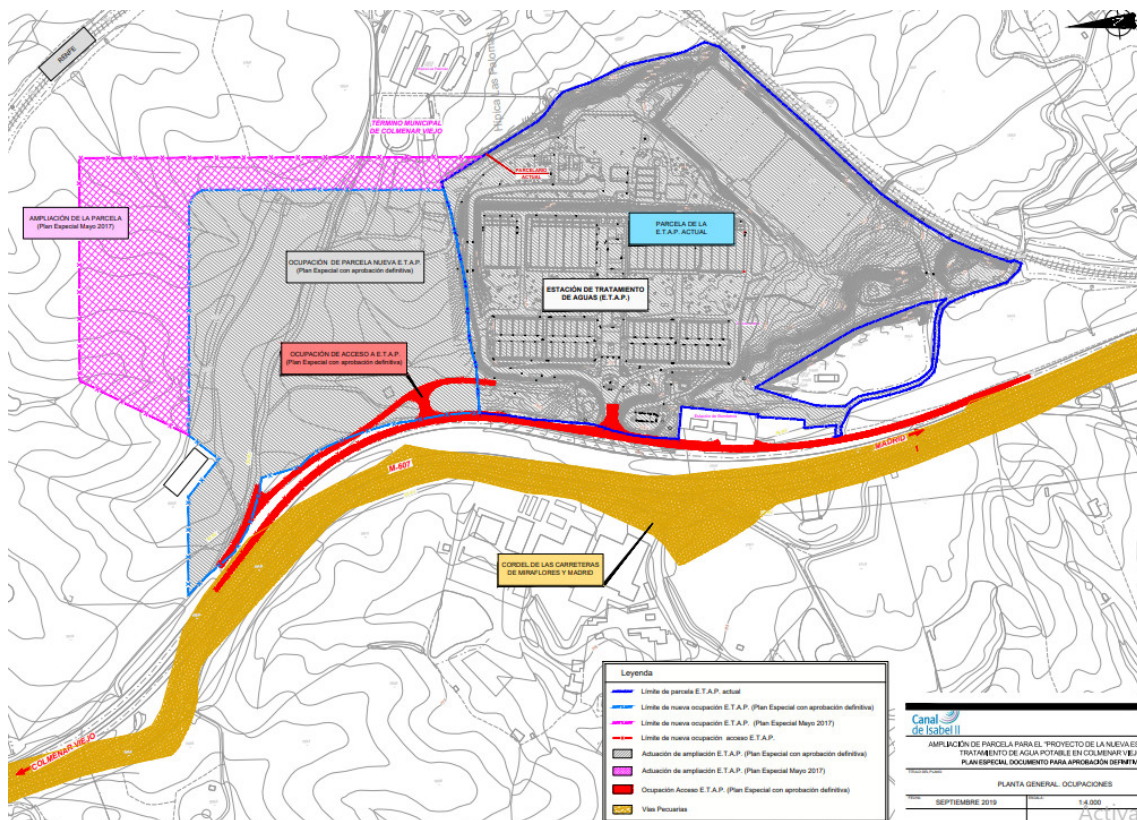 RENFE
Hípica Las Palomas
TÉRMINO MUNICIPAL
DE COLMENAR VIEJO
PARCELARIO
ACTUAL
AMPLIACIÓN DE LA PARCELA
(Plan Especial Mayo 2017)
PARCELA DE LA
E.T.A.P. ACTUAL
OCUPACIÓN DE PARCELA NUEVA E.T.A.P.
(Plan Especial con aprobación definitiva)
ESTACIÓN DE TRATAMIENTO
DE AGUAS (E.T.A.P.)
OCUPACIÓN DE ACCESO A E.T.A.P.
(Plan Especial con aprobación definitiva)
MADRID
M-607
CORDEL DE LAS CARRETERAS
DE MIRAFLORES Y MADRID
COLMENAR VIEJO
Leyenda
Límite de parcela E.T.A.P. actual
Límite de nueva ocupación E.T.A.P. (Plan Especial con aprobación definitiva)
Límite de nueva ocupación E.T.A.P. (Plan Especial Mayo 2017)
Límite de nueva ocupación acceso E.T.A.P.
Actuación de ampliación E.T.A.P. (Plan Especial con aprobación definitiva)
Actuación de ampliación E.T.A.P. (Plan Especial Mayo 2017)
Ocupación Acceso E.T.A.P. (Plan Especial con aprobación definitiva)
Vías Pecuarias
Canal
de Isabel II
AMPLIACIÓN DE PARCELA PARA EL "PROYECTO DE LA NUEVA ES
TRATAMIENTO DE AGUA POTABLE EN COLMENAR VIEJ
PLAN ESPECIAL DOCUMENTO PARA APROBACIÓN DEFINITIV
PLANTA GENERAL. OCUPACIONES
SEPTIEMBRE 2019
1:4.000
Activa